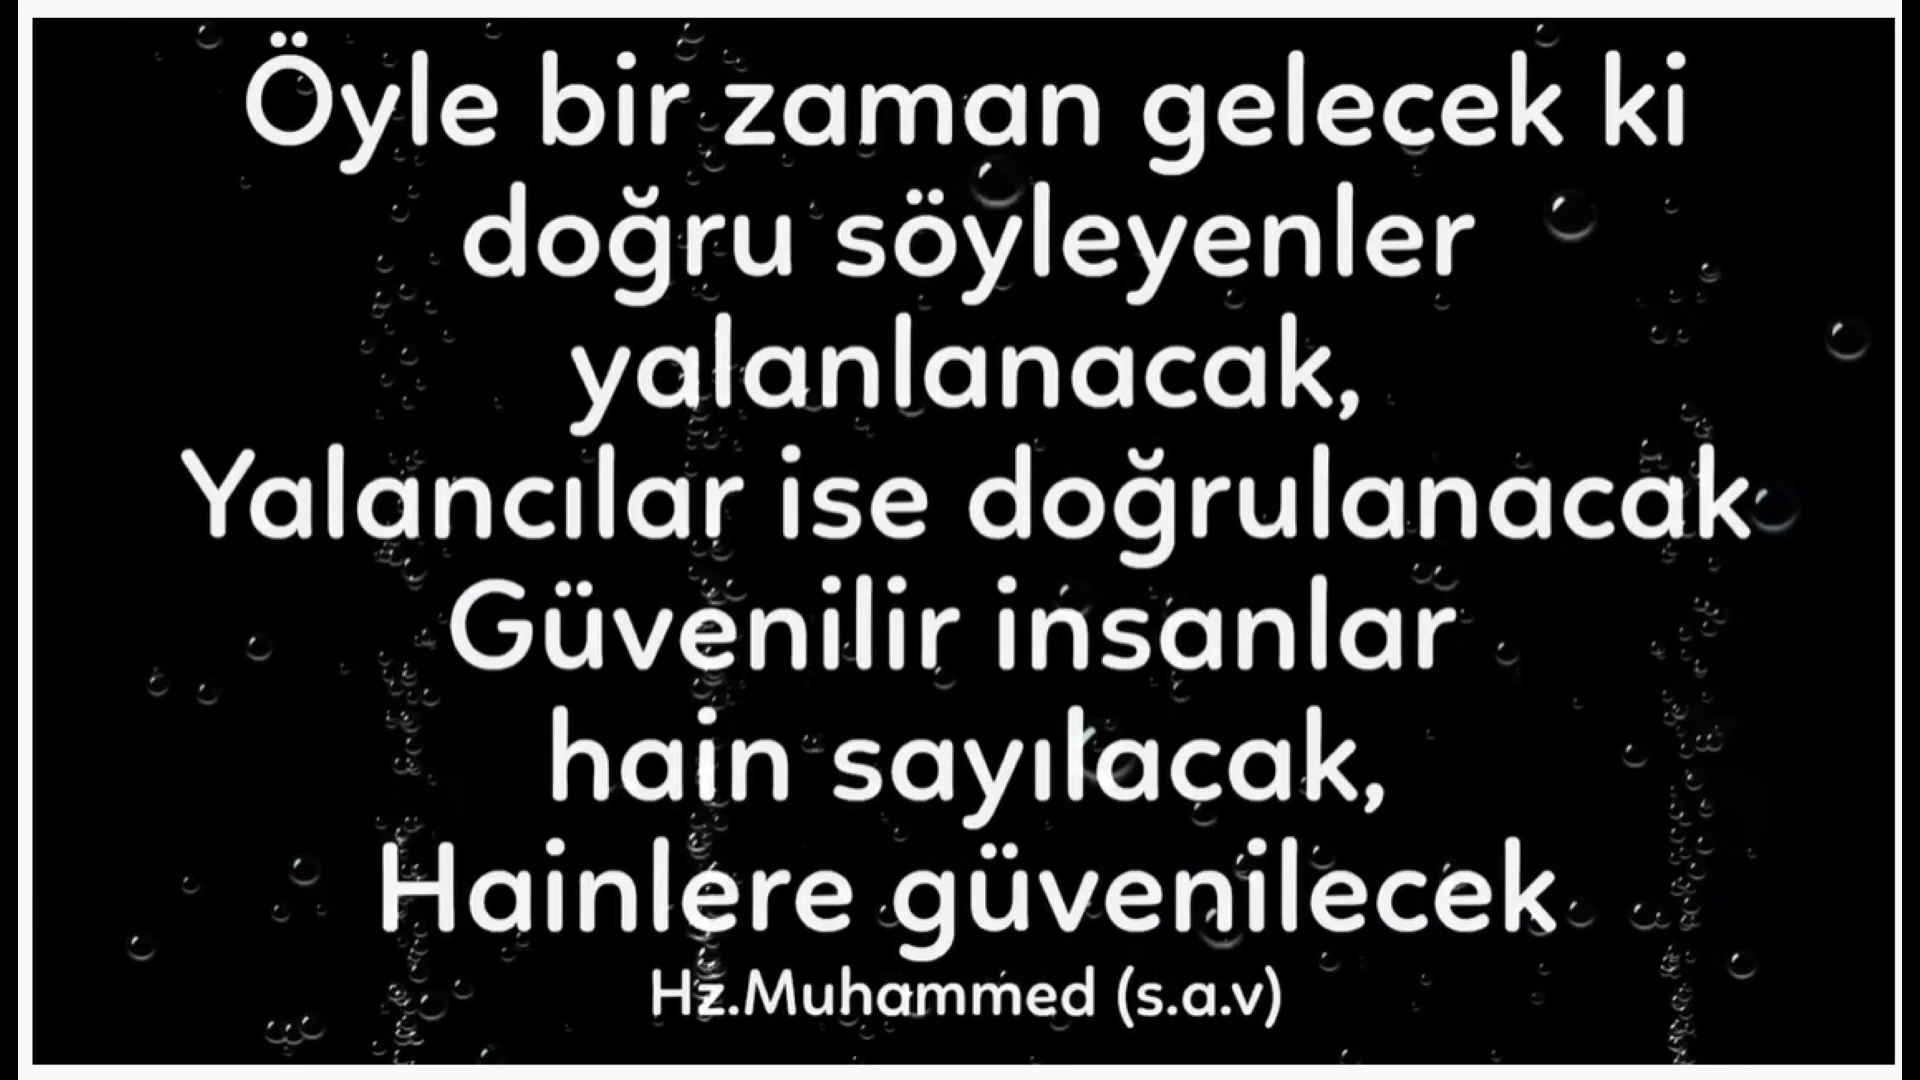 Öyle bir zaman gelecek ki
doğru söyleyenler
yalanlanacak,
Yalancılar ise doğrulanacak
Güvenilir insanlar
hain sayılacak,
Hainlere güvenilecek
Hz.Muhammed (s.a.v)